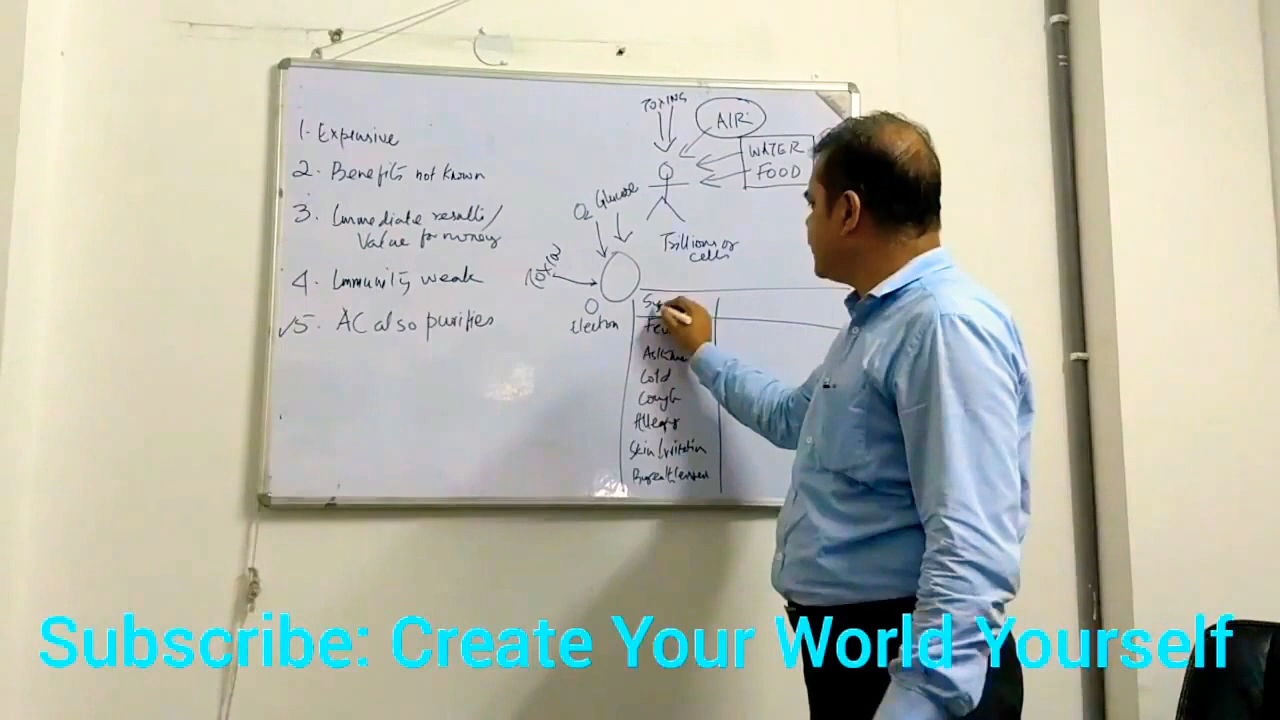 1. Expensive
2. Benefits not known
3. Immediate results/
Value for money
4. Immunity weak
5. AC also purifies
TOXINS
AIR
WATER
FOOD
O2 Glucose
Trillions of
cells
TOXIN
Electron
Sy
Fev
Asthma
Cold
Cough
Allergy
Skin Irritation
Subscribe: Create Your World Yourself